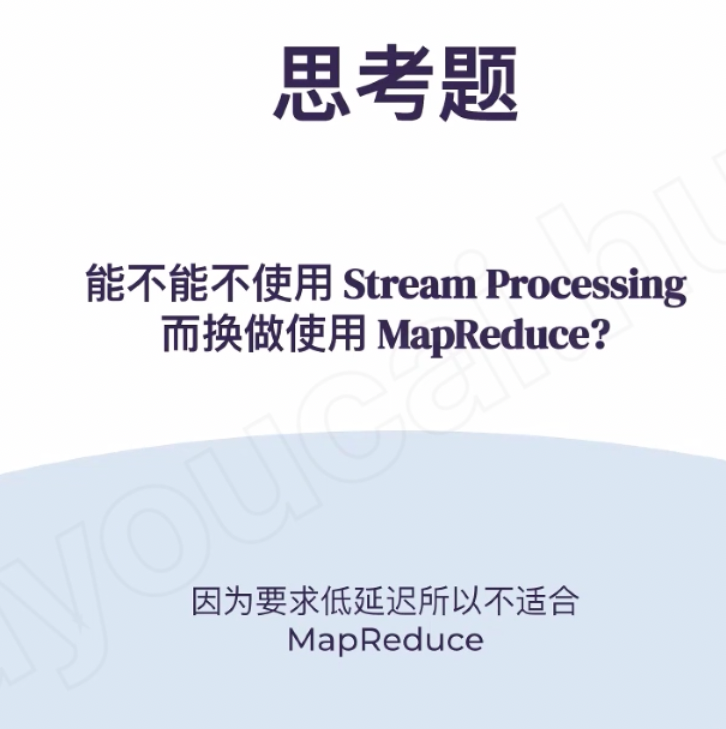 思考题
能不能不使用 Stream Processing
而换做使用 MapReduce?
因为要求低延迟所以不适合
MapReduce